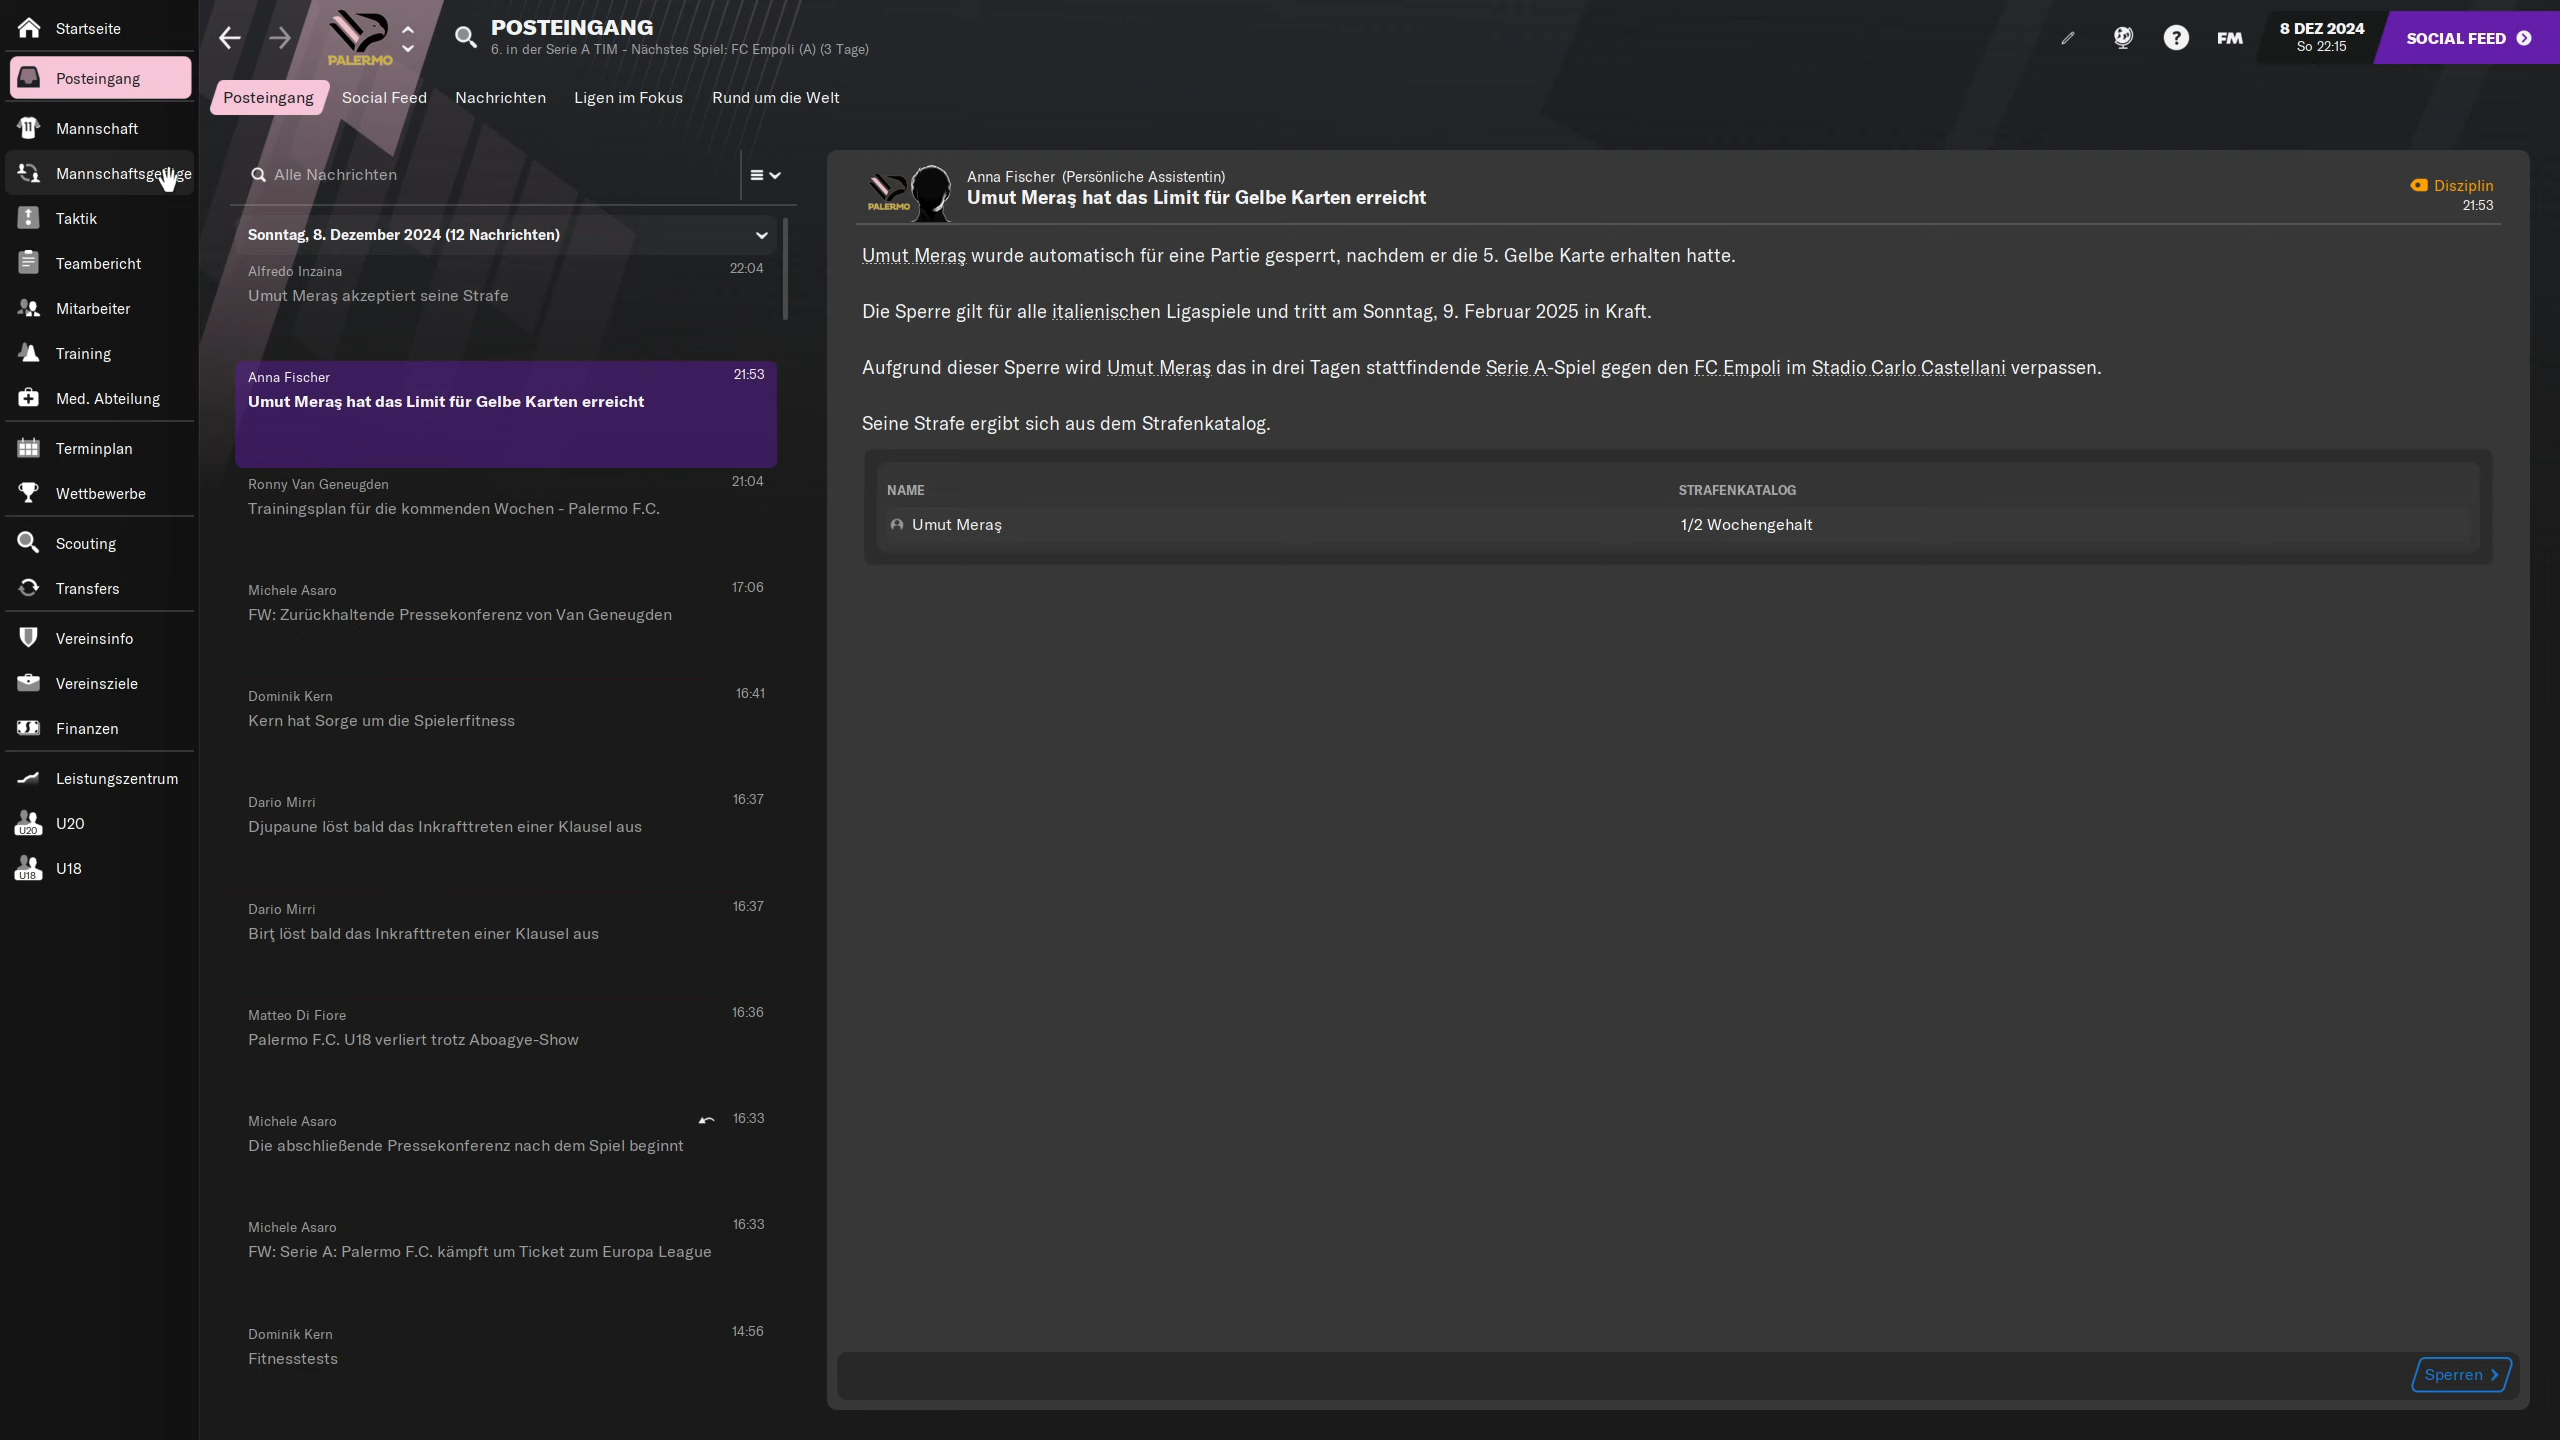 Startseite
Posteingang
Mannschaft
Mannschaftsgefüge
Taktik
Teambericht
Mitarbeiter
Training
Med. Abteilung
Terminplan
Wettbewerbe
Scouting
Transfers
Vereinsinfo
Vereinsziele
Finanzen
Leistungszentrum
U20
U20
U18
U18
PALERMO
POSTEINGANG
6. in der Serie A TIM - Nächstes Spiel: FC Empoli (A) (3 Tage)
FM
8 DEZ 2024
So 22:15
SOCIAL FEED
Posteingang
Social Feed
Nachrichten
Ligen im Fokus
Rund um die Welt
Alle Nachrichten
Sonntag, 8. Dezember 2024 (12 Nachrichten)
Alfredo Inzaina 22:04
Umut Meraş akzeptiert seine Strafe
Anna Fischer 21:53
Umut Meraş hat das Limit für Gelbe Karten erreicht
Ronny Van Geneugden 21:04
Trainingsplan für die kommenden Wochen - Palermo F.C.
Michele Asaro 17:06
FW: Zurückhaltende Pressekonferenz von Van Geneugden
Dominik Kern 16:41
Kern hat Sorge um die Spielerfitness
Dario Mirri 16:37
Djupaune löst bald das Inkrafttreten einer Klausel aus
Dario Mirri 16:37
Birț löst bald das Inkrafttreten einer Klausel aus
Matteo Di Fiore 16:36
Palermo F.C. U18 verliert trotz Aboagye-Show
Michele Asaro 16:33
Die abschließende Pressekonferenz nach dem Spiel beginnt
Michele Asaro 16:33
FW: Serie A: Palermo F.C. kämpft um Ticket zum Europa League
Dominik Kern 14:56
Fitnesstests
PALERMO
Anna Fischer (Persönliche Assistentin)
Umut Meraş hat das Limit für Gelbe Karten erreicht
Disziplin
21:53
Umut Meraş wurde automatisch für eine Partie gesperrt, nachdem er die 5. Gelbe Karte erhalten hatte.
Die Sperre gilt für alle italienischen Ligaspiele und tritt am Sonntag, 9. Februar 2025 in Kraft.
Aufgrund dieser Sperre wird Umut Meraş das in drei Tagen stattfindende Serie A-Spiel gegen den FC Empoli im Stadio Carlo Castellani verpassen.
Seine Strafe ergibt sich aus dem Strafenkatalog.
NAME STRAFENKATALOG
Umut Meraş 1/2 Wochengehalt
Sperren